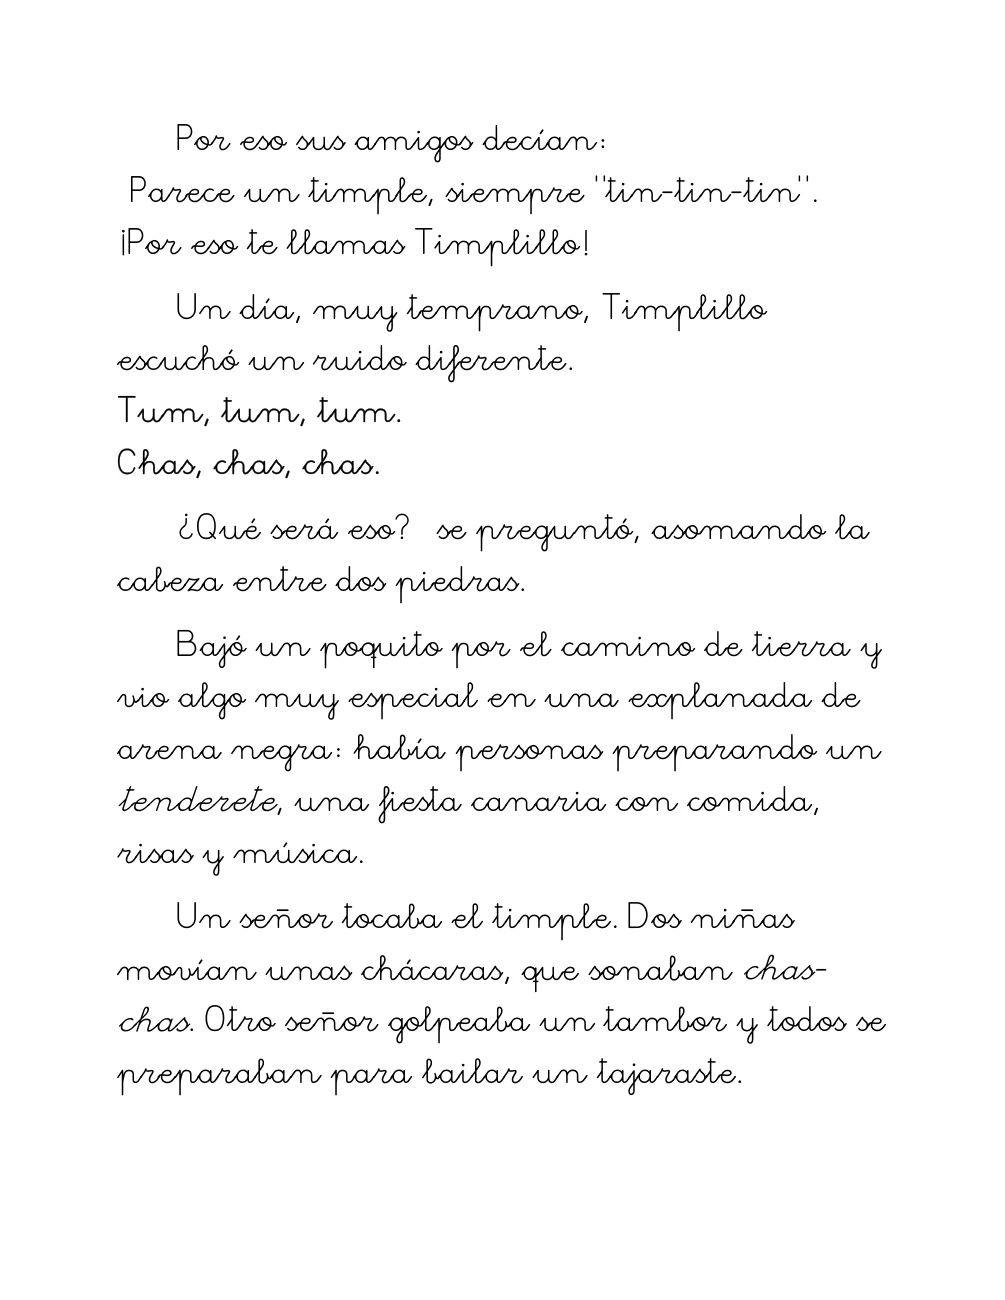 Por eso sus amigos decían:
Parece un timple, siempre "tin-tin-tin".
¡Por eso te llamas Timplillo!
Un día, muy temprano, Timplillo
escuchó un ruido diferente.
Tum, tum, tum.
Chas, chas, chas.
¿Qué será eso? se preguntó, asomando la
cabeza entre dos piedras.
Bajó un poquito por el camino de tierra y
vio algo muy especial en una explanada de
arena negra: había personas preparando un
tenderete, una fiesta canaria con comida,
risas y música.
Un señor tocaba el timple. Dos niñas
movían unas chácaras, que sonaban chas-
chas. Otro señor golpeaba un tambor y todos se
preparaban para bailar un tajaraste.